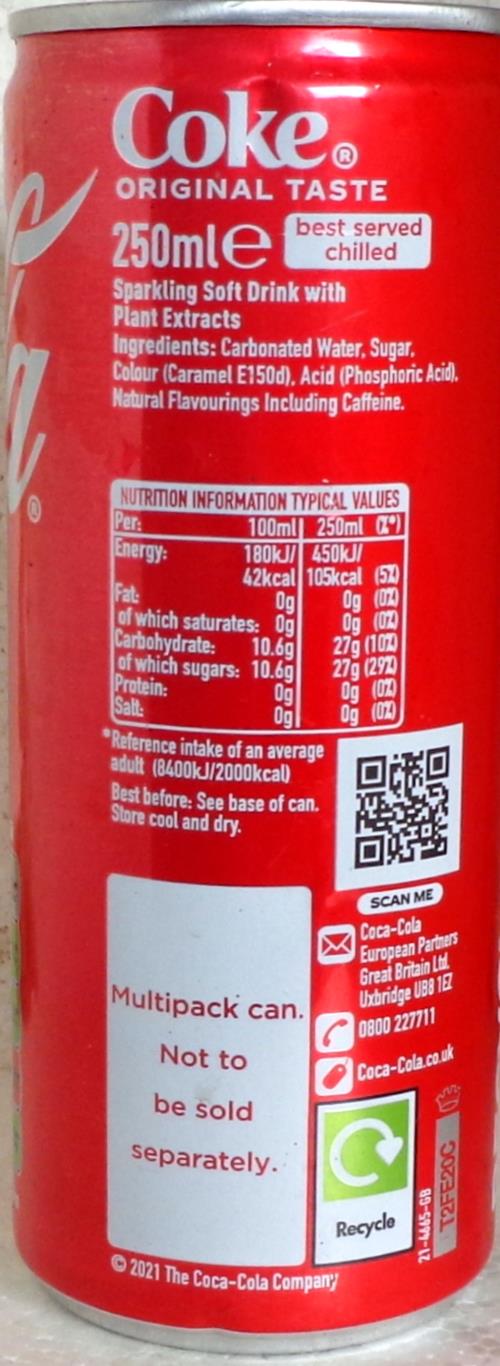 Coke®
ORIGINAL TASTE
250ml e
best served
chilled
Sparkling Soft Drink with
Plant Extracts
Ingredients: Carbonated Water, Sugar,
Colour (Caramel E150d), Acid (Phosphoric Acid),
Natural Flavourings Including Caffeine.
a®
NUTRITION INFORMATION TYPICAL VALUES
Per: 100ml 250ml (%*)
Energy: 180kJ/ 450kJ/
42kcal 105kcal (5%)
Fat: 0g 0g (0%)
of which saturates: 0g 0g (0%)
Carbohydrate: 10.6g 27g (10%)
of which sugars: 10.6g 27g (29%)
Protein: 0g 0g (0%)
Salt: 0g 0g (0%)
*Reference intake of an average
adult (8400kJ/2000kcal)
Best before: See base of can.
Store cool and dry.
SCAN ME
Coca-Cola
European Partners
Great Britain Ltd.
Uxbridge UB8 1EZ
0800 227711
Coca-Cola.co.uk
Multipack can.
Not to
be sold
separately.
Recycle
21-4665-GB
T2FE20C
© 2021 The Coca-Cola Company